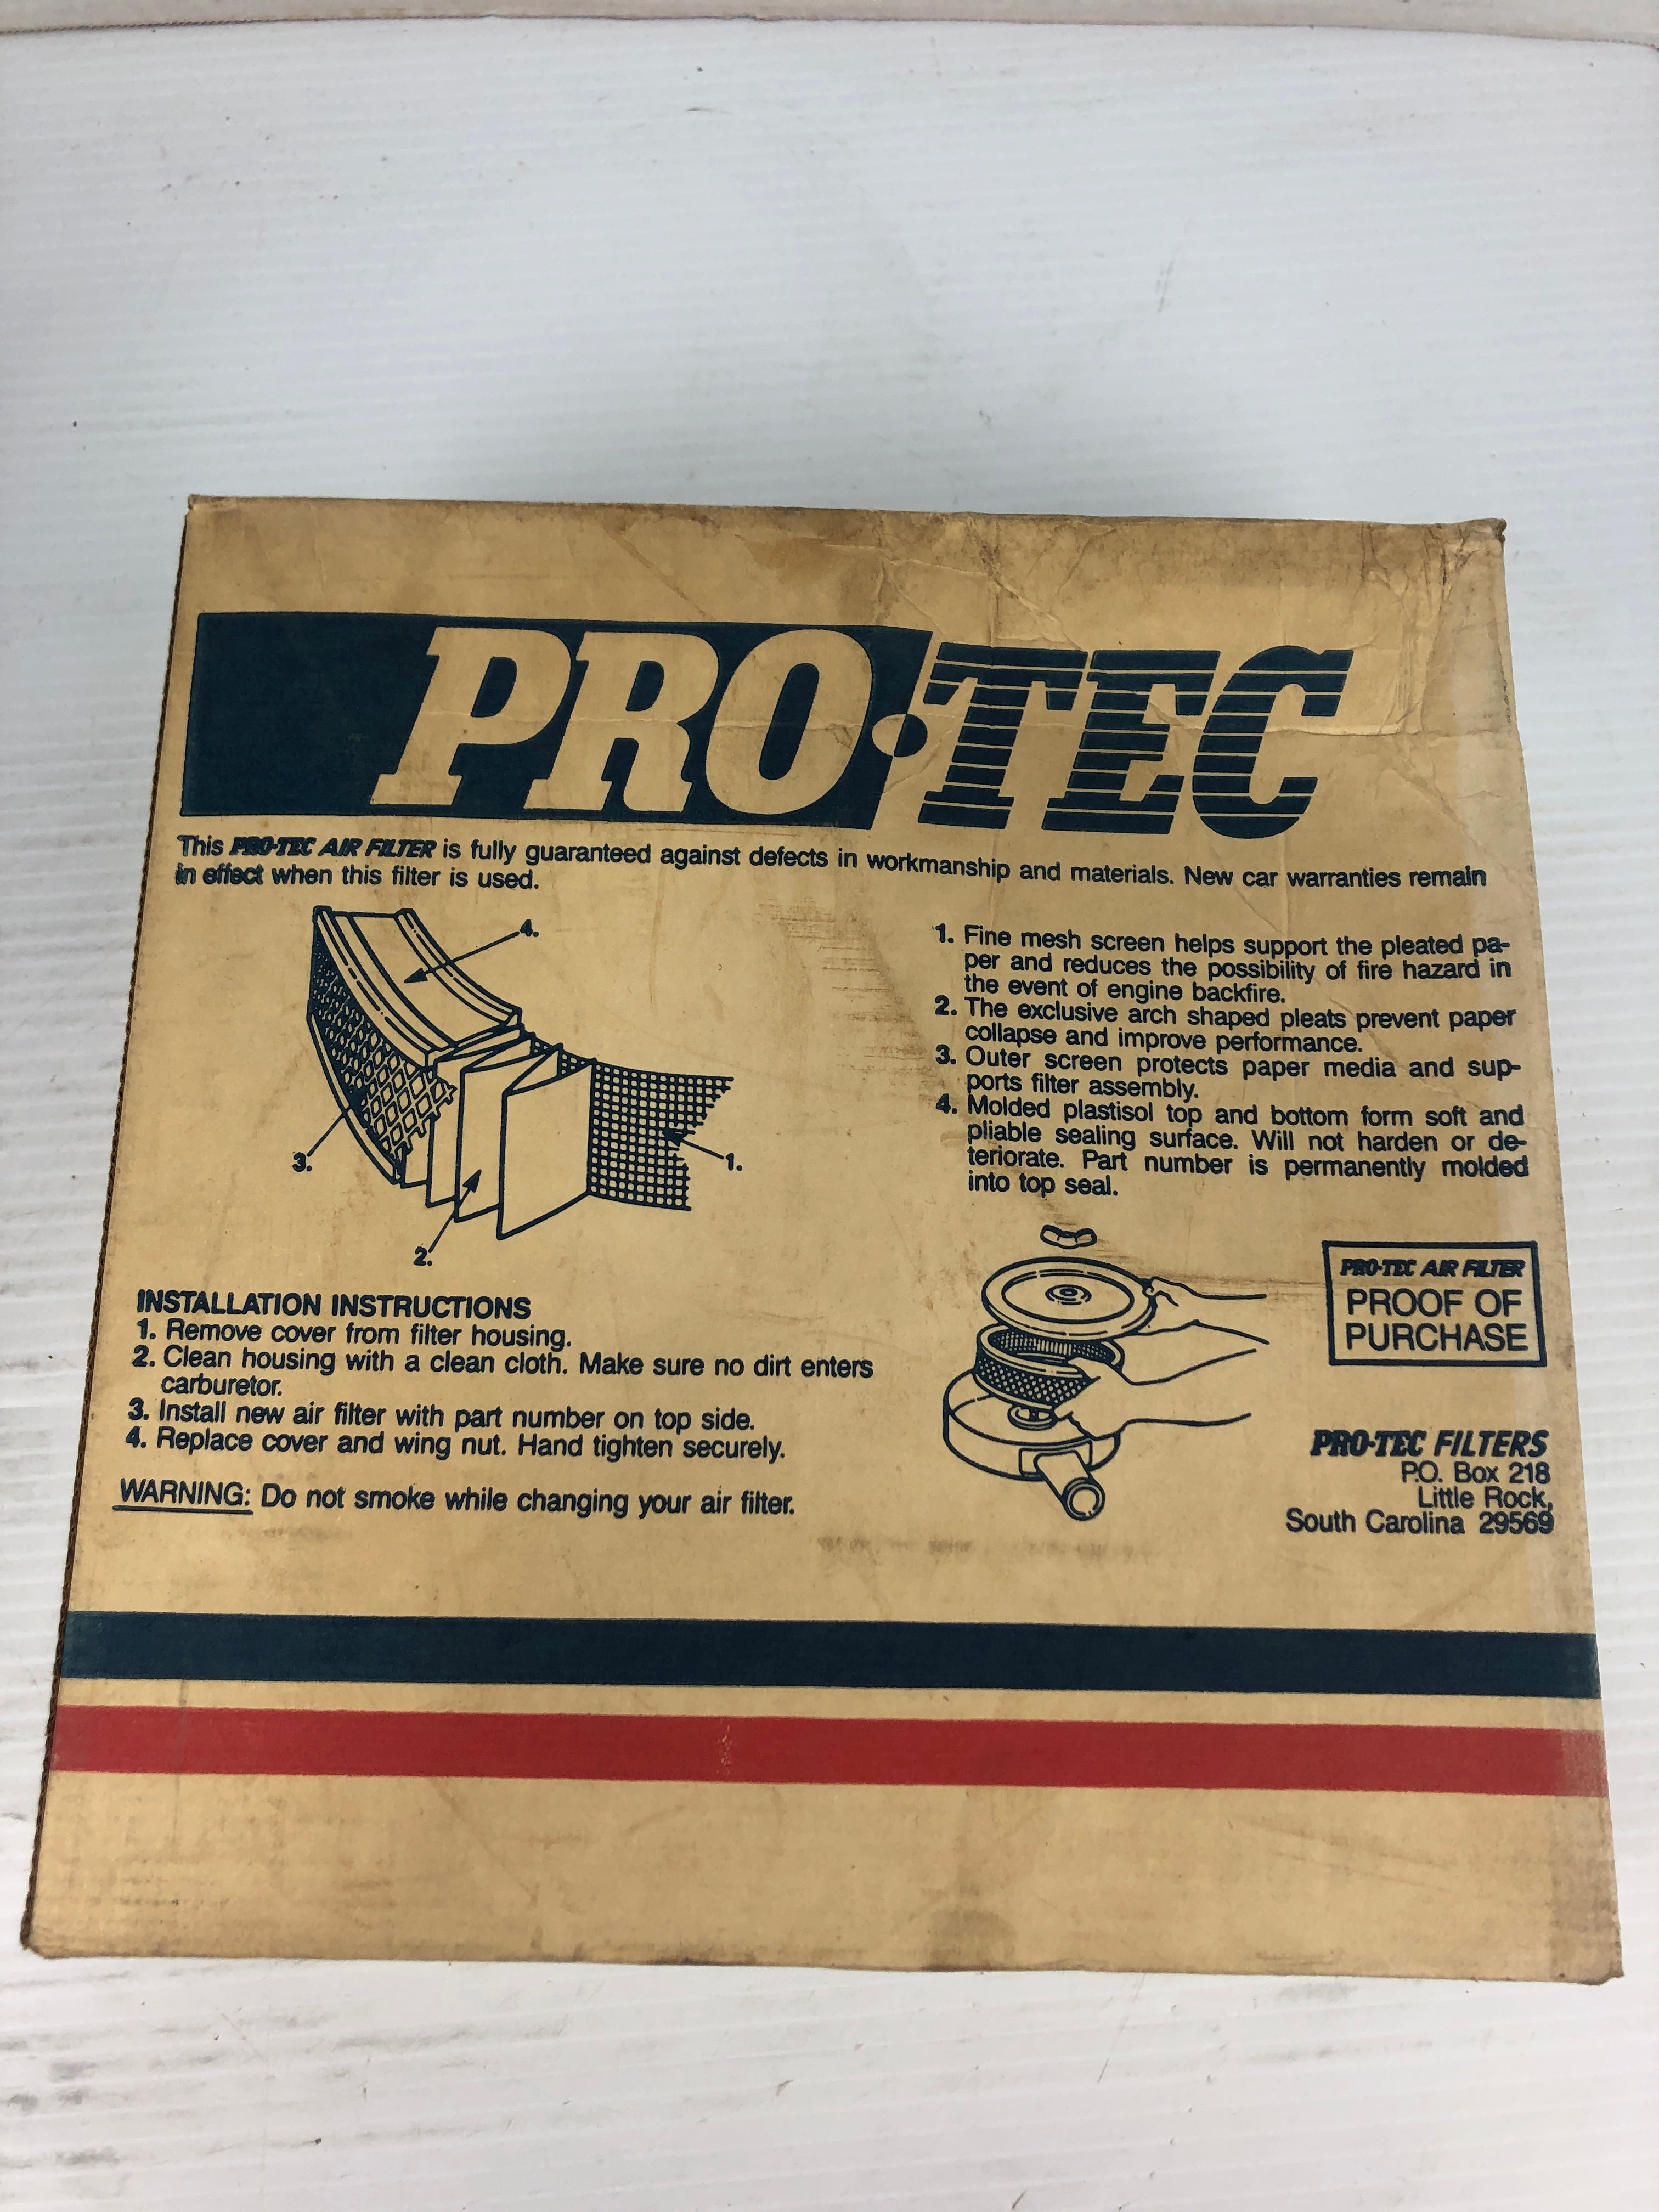 PRO·TEC
This PRO·TEC AIR FILTER is fully guaranteed against defects in workmanship and materials. New car warranties remain
in effect when this filter is used.
4.
3.
1.
2.
1. Fine mesh screen helps support the pleated pa-
per and reduces the possibility of fire hazard in
the event of engine backfire.
2. The exclusive arch shaped pleats prevent paper
collapse and improve performance.
3. Outer screen protects paper media and sup-
ports filter assembly.
4. Molded plastisol top and bottom form soft and
pliable sealing surface. Will not harden or de-
teriorate. Part number is permanently molded
into top seal.
INSTALLATION INSTRUCTIONS
1. Remove cover from filter housing.
2. Clean housing with a clean cloth. Make sure no dirt enters
carburetor.
3. Install new air filter with part number on top side.
4. Replace cover and wing nut. Hand tighten securely.
WARNING: Do not smoke while changing your air filter.
PRO·TEC AIR FILTER
PROOF OF
PURCHASE
PRO·TEC FILTERS
P.O. Box 218
Little Rock,
South Carolina 29569